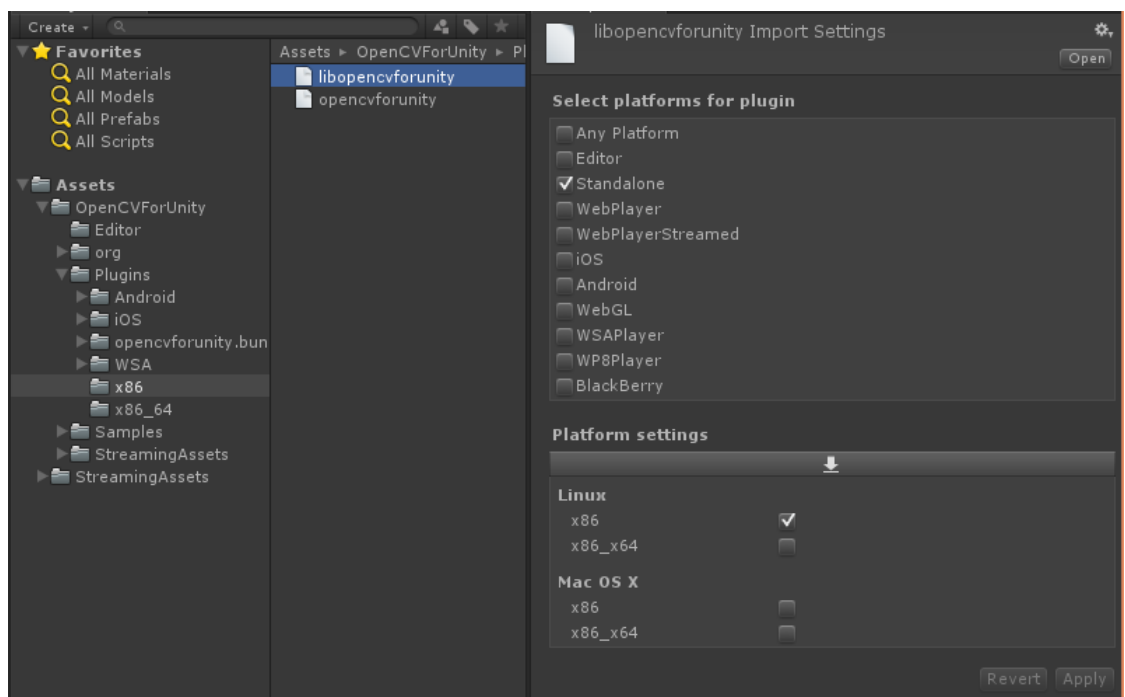 Create
Favorites
All Materials
All Models
All Prefabs
All Scripts
Assets
OpenCVForUnity
Editor
org
Plugins
Android
iOS
opencvforunity.bun
WSA
x86
x86_64
Samples
StreamingAssets
StreamingAssets
Assets ▸ OpenCVForUnity ▸ Pl
libopencvforunity
opencvforunity
libopencvforunity Import Settings
Open
Select platforms for plugin
Any Platform
Editor
Standalone
WebPlayer
WebPlayerStreamed
iOS
Android
WebGL
WSAPlayer
WP8Player
BlackBerry
Platform settings
Linux
x86
x86_x64
Mac OS X
x86
x86_x64
Revert Apply